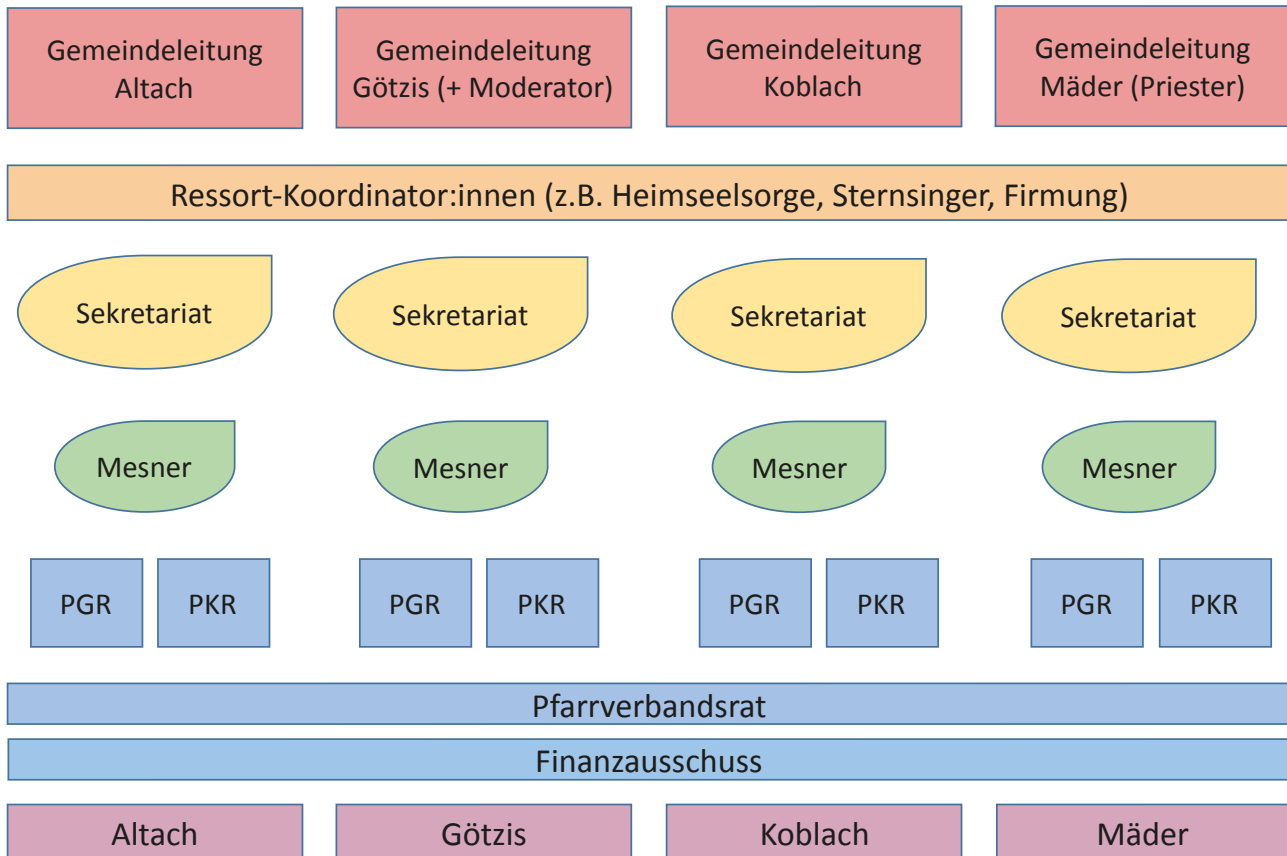 Gemeindeleitung
Altach
Gemeindeleitung
Götzis (+ Moderator)
Gemeindeleitung
Koblach
Gemeindeleitung
Mäder (Priester)
Ressort-Koordinator:innen (z.B. Heimseelsorge, Sternsinger, Firmung)
Sekretariat
Sekretariat
Sekretariat
Sekretariat
Mesner
Mesner
Mesner
Mesner
PGR
PKR
PGR
PKR
PGR
PKR
PGR
PKR
Pfarrverbandsrat
Finanzausschuss
Altach
Götzis
Koblach
Mäder